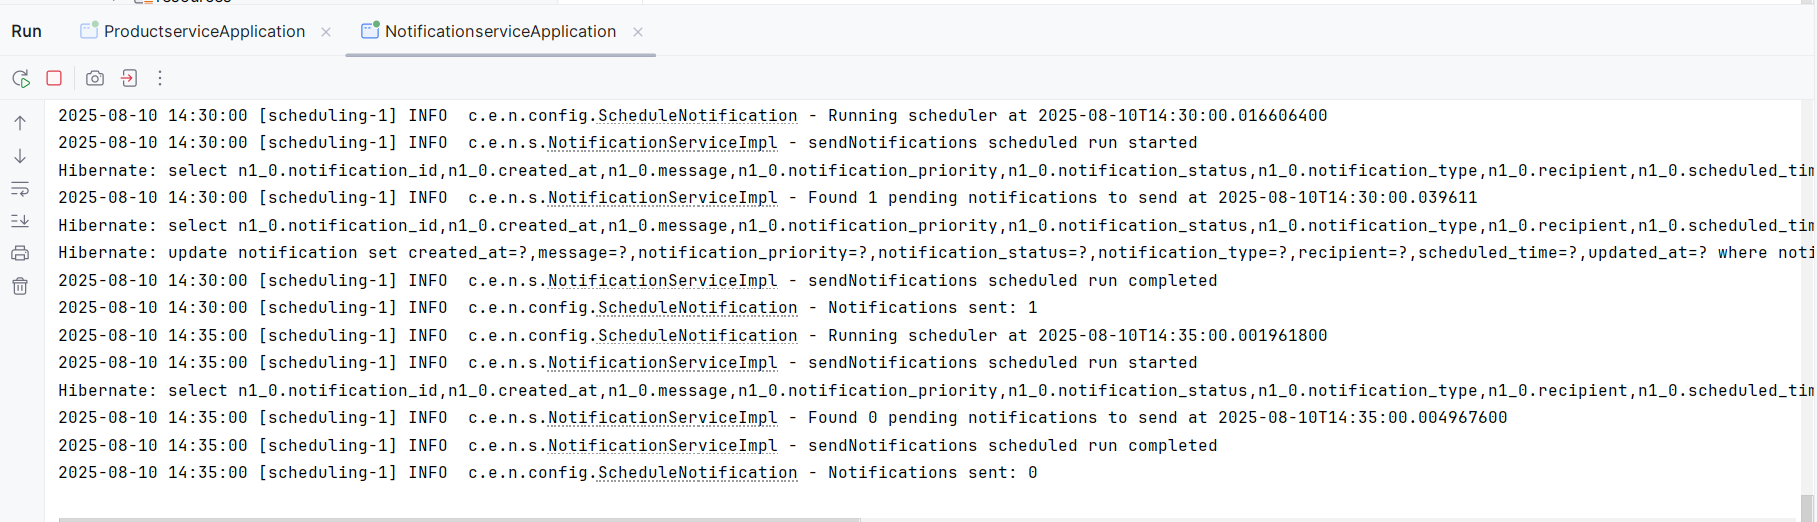 resources
Run ProductserviceApplication NotificationserviceApplication
2025-08-10 14:30:00 [scheduling-1] INFO  c.e.n.config.ScheduleNotification - Running scheduler at 2025-08-10T14:30:00.016606400
2025-08-10 14:30:00 [scheduling-1] INFO  c.e.n.s.NotificationServiceImpl - sendNotifications scheduled run started
Hibernate: select n1_0.notification_id,n1_0.created_at,n1_0.message,n1_0.notification_priority,n1_0.notification_status,n1_0.notification_type,n1_0.recipient,n1_0.scheduled_tim
2025-08-10 14:30:00 [scheduling-1] INFO  c.e.n.s.NotificationServiceImpl - Found 1 pending notifications to send at 2025-08-10T14:30:00.039611
Hibernate: select n1_0.notification_id,n1_0.created_at,n1_0.message,n1_0.notification_priority,n1_0.notification_status,n1_0.notification_type,n1_0.recipient,n1_0.scheduled_tim
Hibernate: update notification set created_at=?,message=?,notification_priority=?,notification_status=?,notification_type=?,recipient=?,scheduled_time=?,updated_at=? where noti
2025-08-10 14:30:00 [scheduling-1] INFO  c.e.n.s.NotificationServiceImpl - sendNotifications scheduled run completed
2025-08-10 14:30:00 [scheduling-1] INFO  c.e.n.config.ScheduleNotification - Notifications sent: 1
2025-08-10 14:35:00 [scheduling-1] INFO  c.e.n.config.ScheduleNotification - Running scheduler at 2025-08-10T14:35:00.001961800
2025-08-10 14:35:00 [scheduling-1] INFO  c.e.n.s.NotificationServiceImpl - sendNotifications scheduled run started
Hibernate: select n1_0.notification_id,n1_0.created_at,n1_0.message,n1_0.notification_priority,n1_0.notification_status,n1_0.notification_type,n1_0.recipient,n1_0.scheduled_tim
2025-08-10 14:35:00 [scheduling-1] INFO  c.e.n.s.NotificationServiceImpl - Found 0 pending notifications to send at 2025-08-10T14:35:00.004967600
2025-08-10 14:35:00 [scheduling-1] INFO  c.e.n.s.NotificationServiceImpl - sendNotifications scheduled run completed
2025-08-10 14:35:00 [scheduling-1] INFO  c.e.n.config.ScheduleNotification - Notifications sent: 0